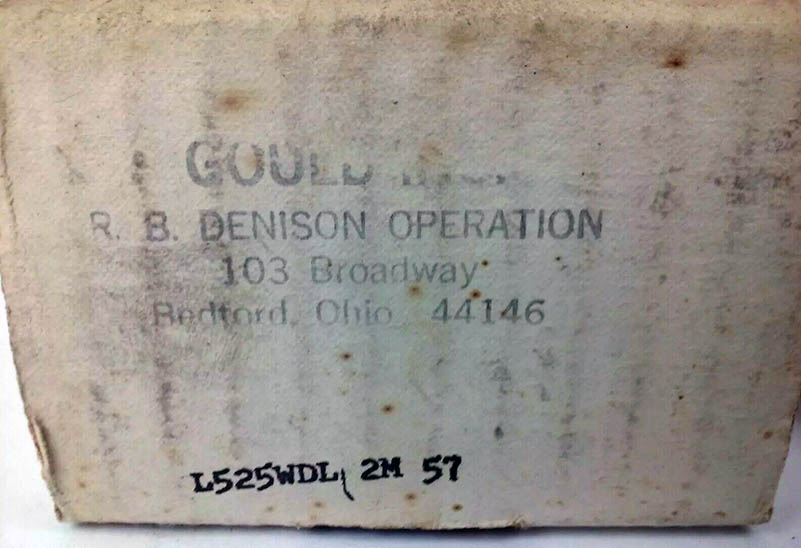 GOULD
R. B. DENISON OPERATION
103 Broadway
Bedford, Ohio 44146
L525WDL, 2M 57